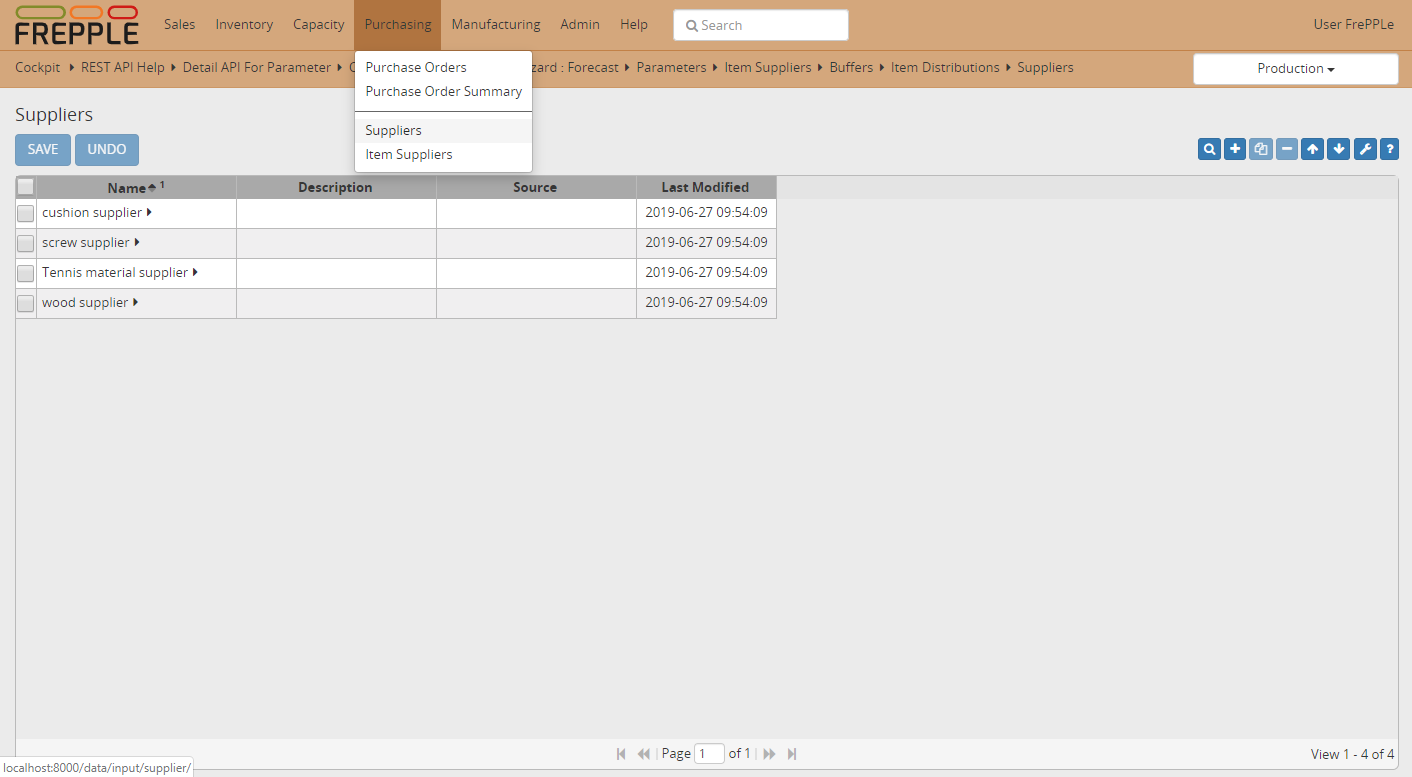 FREPPLE Sales Inventory Capacity Purchasing Manufacturing Admin Help Search User FrePPLe
Cockpit REST API Help Detail API For Parameter : Forecast Parameters Item Suppliers Buffers Item Distributions Suppliers Production
Purchase Orders
Purchase Order Summary
Suppliers
Item Suppliers
Suppliers
SAVE UNDO
?
Name 1 Description Source Last Modified
cushion supplier 2019-06-27 09:54:09
screw supplier 2019-06-27 09:54:09
Tennis material supplier 2019-06-27 09:54:09
wood supplier 2019-06-27 09:54:09
Page 1 of 1 View 1 - 4 of 4
localhost:8000/data/input/supplier/